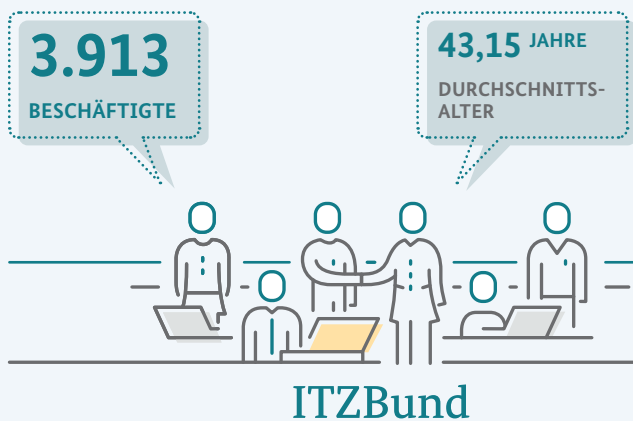 3.913
BESCHÄFTIGTE
43,15 JAHRE
DURCHSCHNITTS-
ALTER
ITZBund